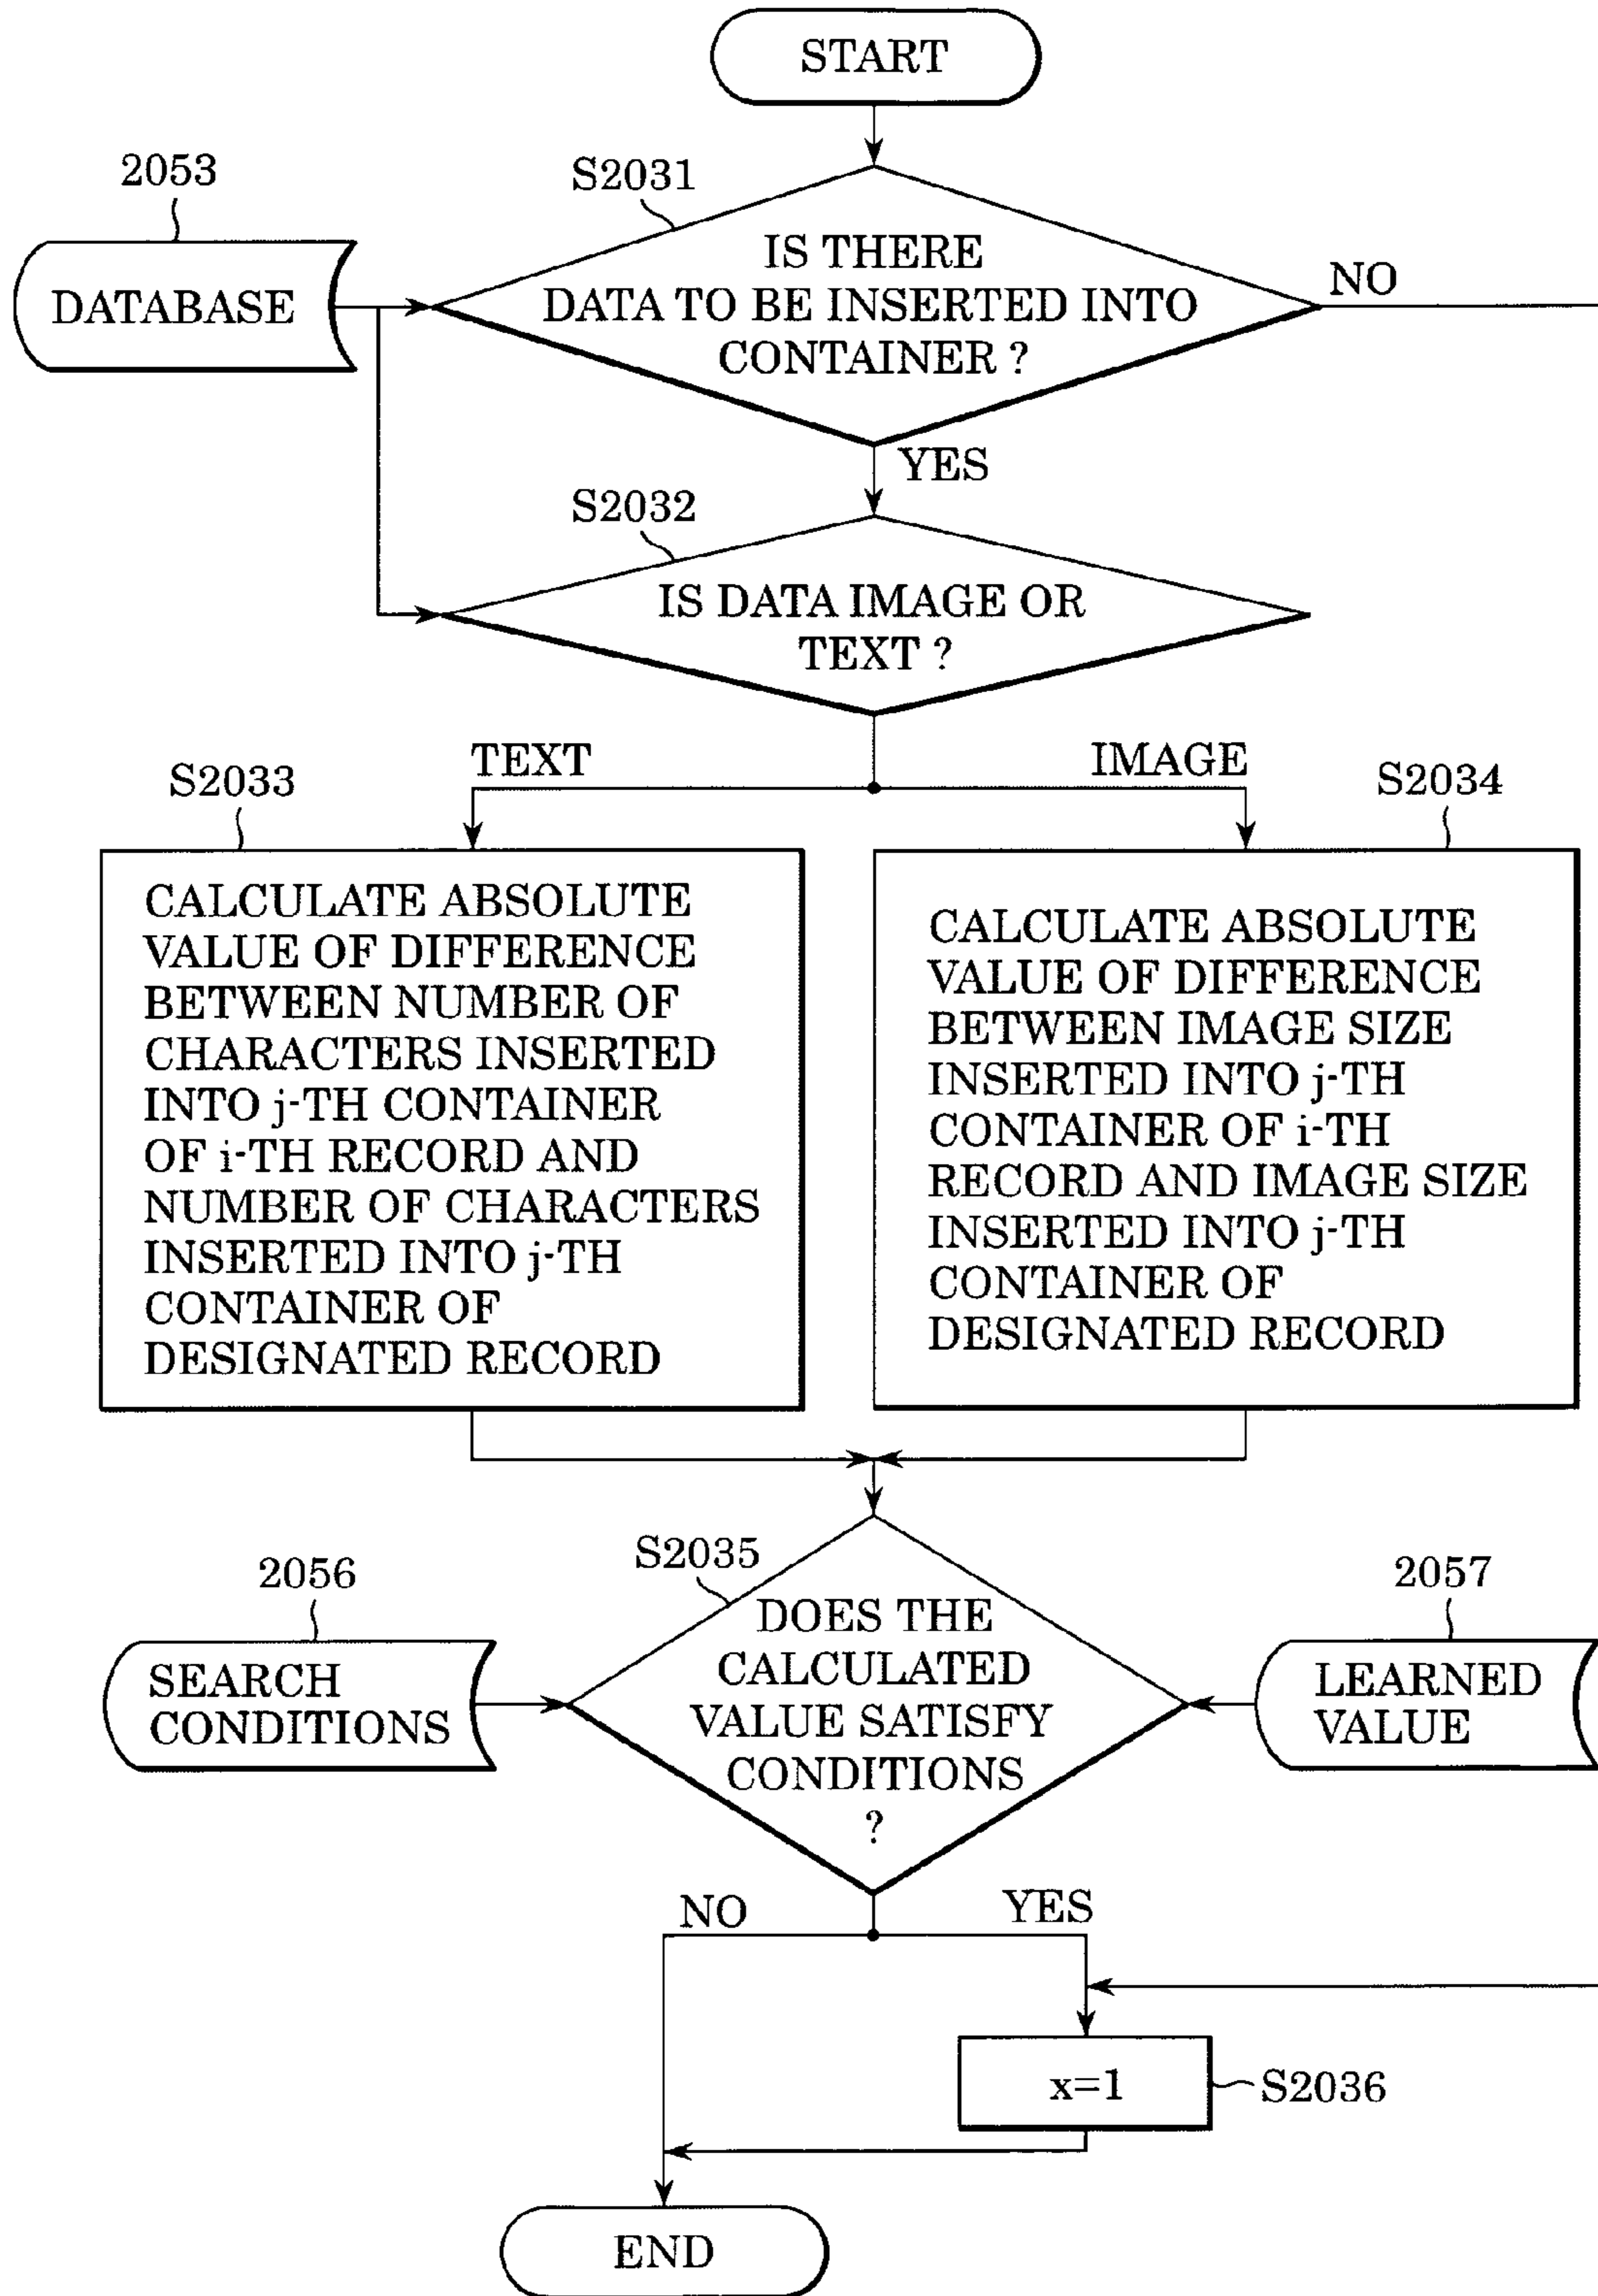 START
2053
S2031
DATABASE
IS THERE
DATA TO BE INSERTED INTO
CONTAINER ?
NO
YES
S2032
IS DATA IMAGE OR
TEXT ?
TEXT
IMAGE
S2033
S2034
CALCULATE ABSOLUTE
VALUE OF DIFFERENCE
BETWEEN NUMBER OF
CHARACTERS INSERTED
INTO j-TH CONTAINER
OF i-TH RECORD AND
NUMBER OF CHARACTERS
INSERTED INTO j-TH
CONTAINER OF
DESIGNATED RECORD
CALCULATE ABSOLUTE
VALUE OF DIFFERENCE
BETWEEN IMAGE SIZE
INSERTED INTO j-TH
CONTAINER OF i-TH
RECORD AND IMAGE SIZE
INSERTED INTO j-TH
CONTAINER OF
DESIGNATED RECORD
2056
S2035
2057
SEARCH
CONDITIONS
DOES THE
CALCULATED
VALUE SATISFY
CONDITIONS
?
LEARNED
VALUE
NO
YES
x=1
S2036
END